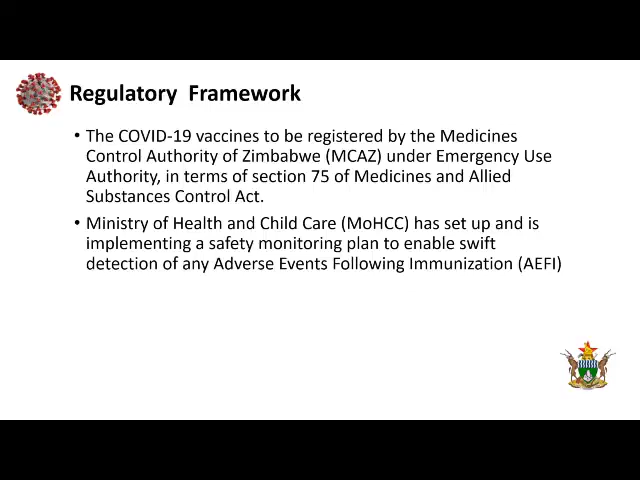 Regulatory Framework
• The COVID-19 vaccines to be registered by the Medicines
Control Authority of Zimbabwe (MCAZ) under Emergency Use
Authority, in terms of section 75 of Medicines and Allied
Substances Control Act.
• Ministry of Health and Child Care (MoHCC) has set up and is
implementing a safety monitoring plan to enable swift
detection of any Adverse Events Following Immunization (AEFI)